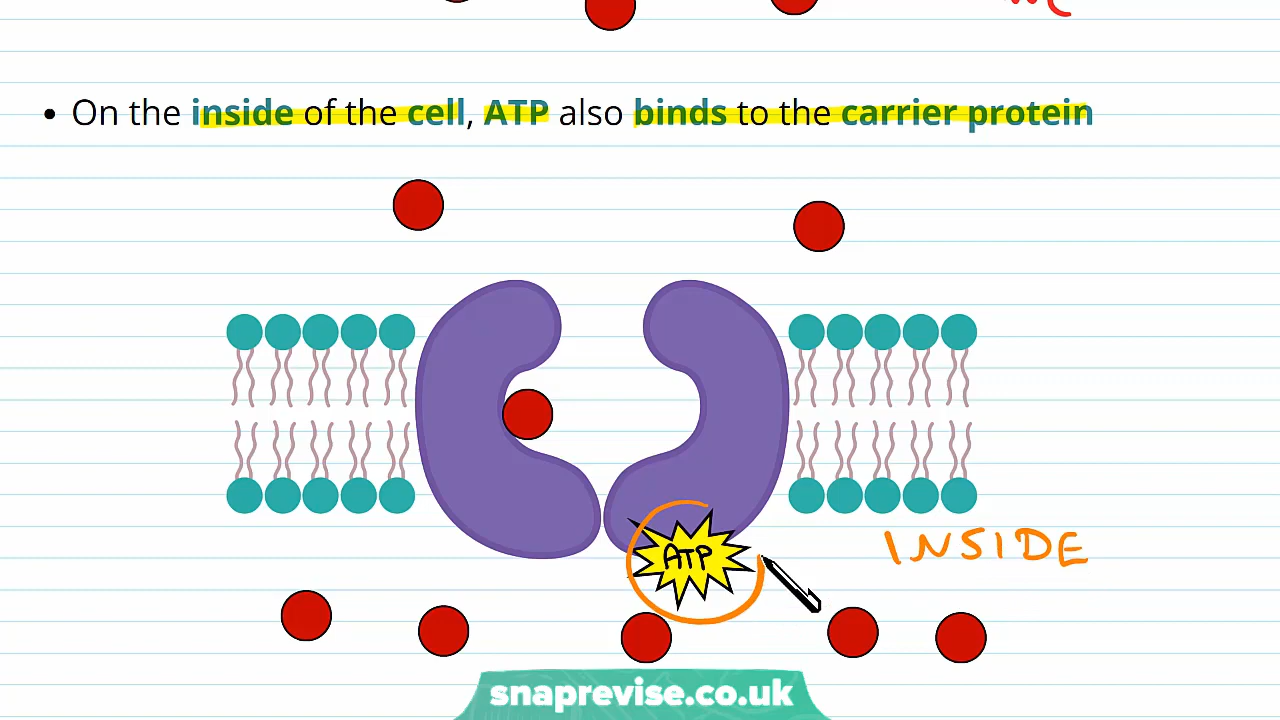 On the inside of the cell, ATP also binds to the carrier protein
ATP
INSIDE
snaprevise.co.uk